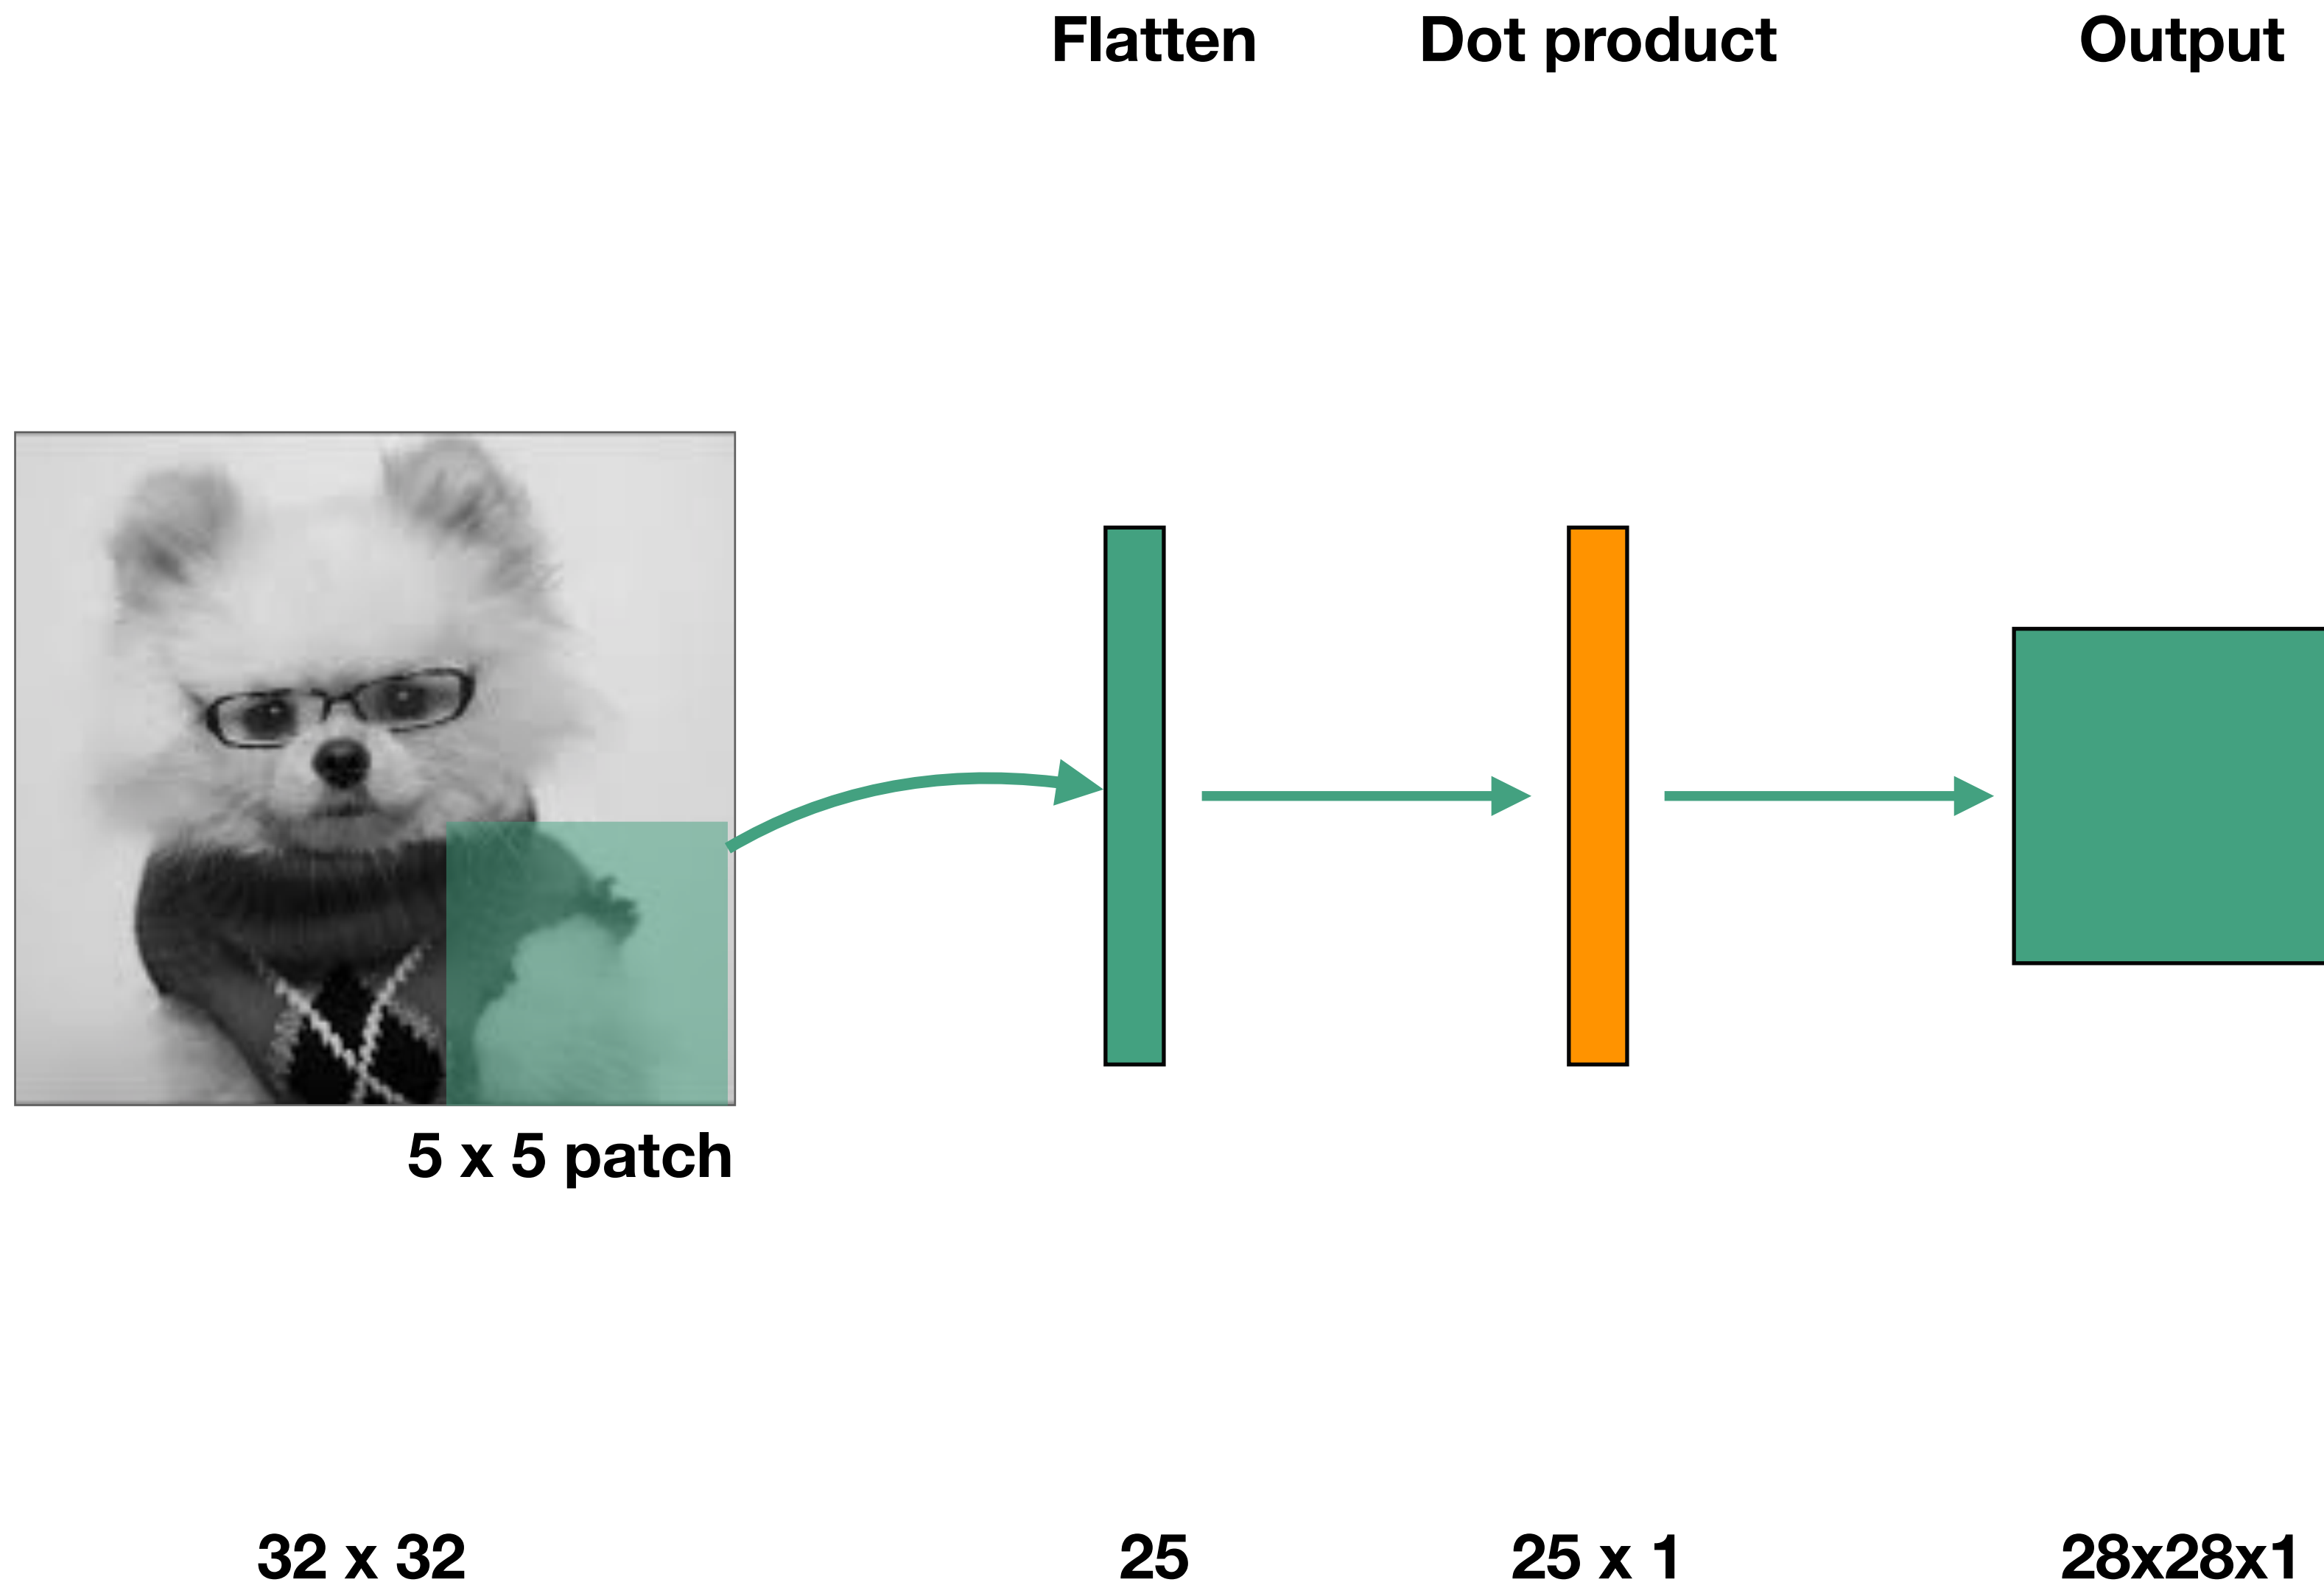 Flatten
Dot product
Output
5 x 5 patch
32 x 32
25
25 x 1
28x28x1